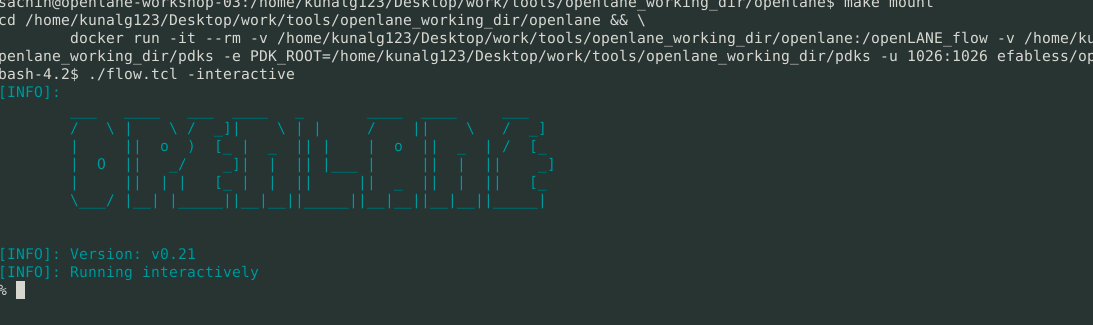 sachin@openlane-workshop-03:/home/kunalg123/Desktop/work/tools/openlane_working_dir/openlane$ make mount
cd /home/kunalg123/Desktop/work/tools/openlane_working_dir/openlane && \
docker run -it --rm -v /home/kunalg123/Desktop/work/tools/openlane_working_dir/openlane:/openLANE_flow -v /home/ku
penlane_working_dir/pdks -e PDK_ROOT=/home/kunalg123/Desktop/work/tools/openlane_working_dir/pdks -u 1026:1026 efabless/op
bash-4.2$ ./flow.tcl -interactive
[INFO]:
OPENLANE
[INFO]: Version: v0.21
[INFO]: Running interactively
%